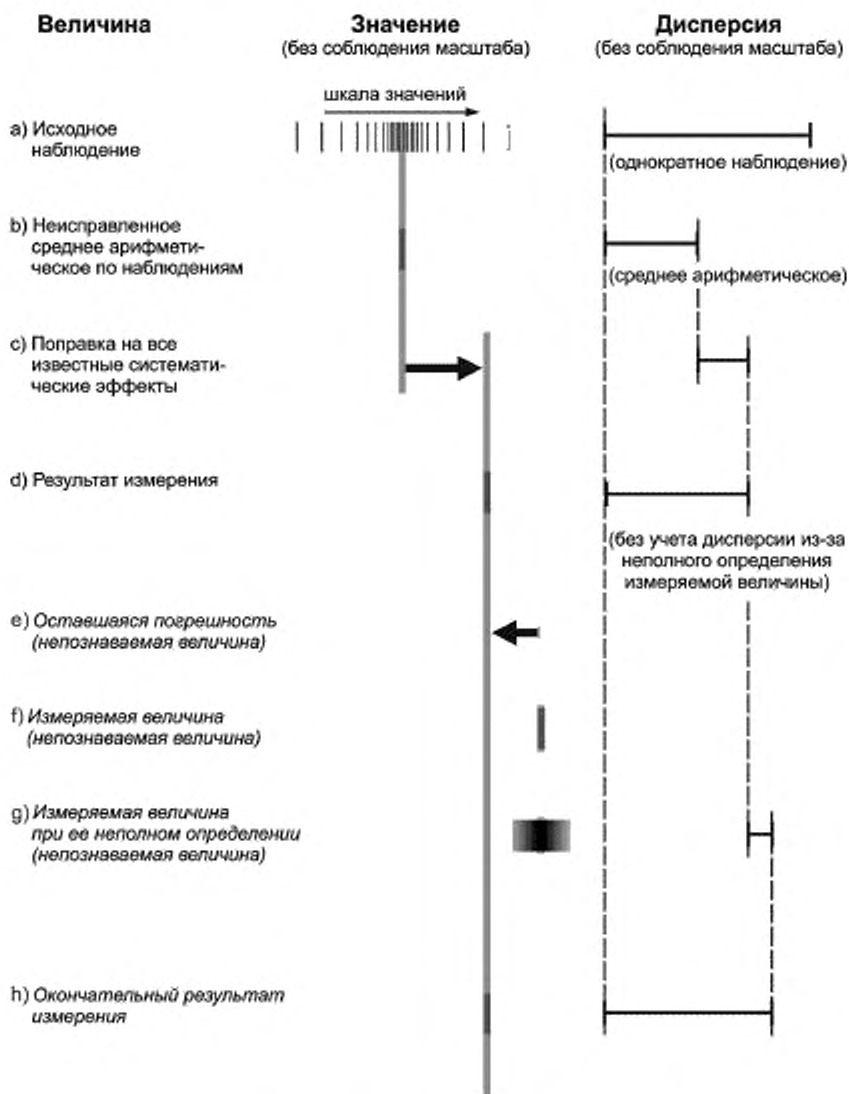 Величина
Значение
(без соблюдения масштаба)
Дисперсия
(без соблюдения масштаба)
шкала значений
a) Исходное
наблюдение
(однократное наблюдение)
b) Неисправленное
среднее арифмети-
ческое по наблюдениям
(среднее арифметическое)
c) Поправка на все
известные системати-
ческие эффекты
d) Результат измерения
(без учета дисперсии из-за
неполного определения
измеряемой величины)
e) Оставшаяся погрешность
(непознаваемая величина)
f) Измеряемая величина
(непознаваемая величина)
g) Измеряемая величина
при ее неполном определении
(непознаваемая величина)
h) Окончательный результат
измерения